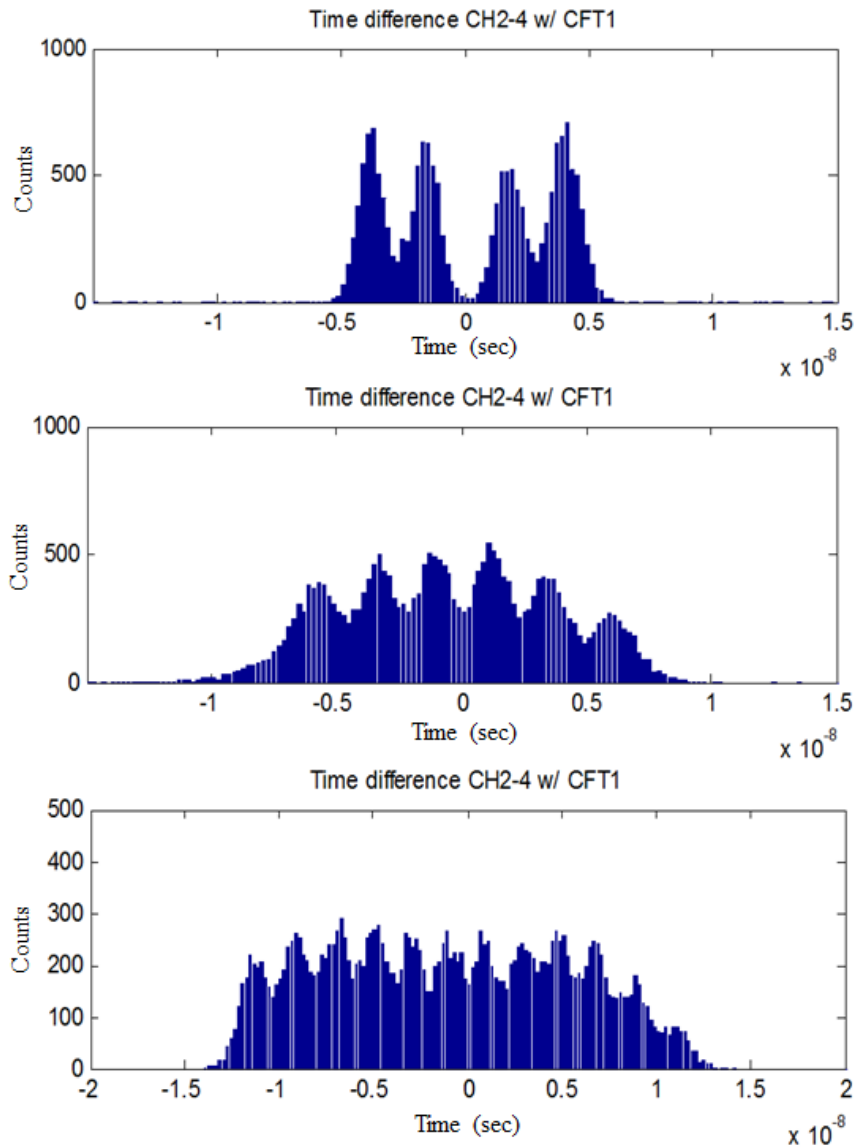 Time difference CH2-4 w/ CFT1
1000
500
0
Counts
-1 -0.5 0 0.5 1 1.5
Time (sec)
x 10-8
Time difference CH2-4 w/ CFT1
1000
500
0
Counts
-1 -0.5 0 0.5 1 1.5
Time (sec)
x 10-8
Time difference CH2-4 w/ CFT1
500
400
300
200
100
0
Counts
-2 -1.5 -1 -0.5 0 0.5 1 1.5 2
Time (sec)
x 10-8